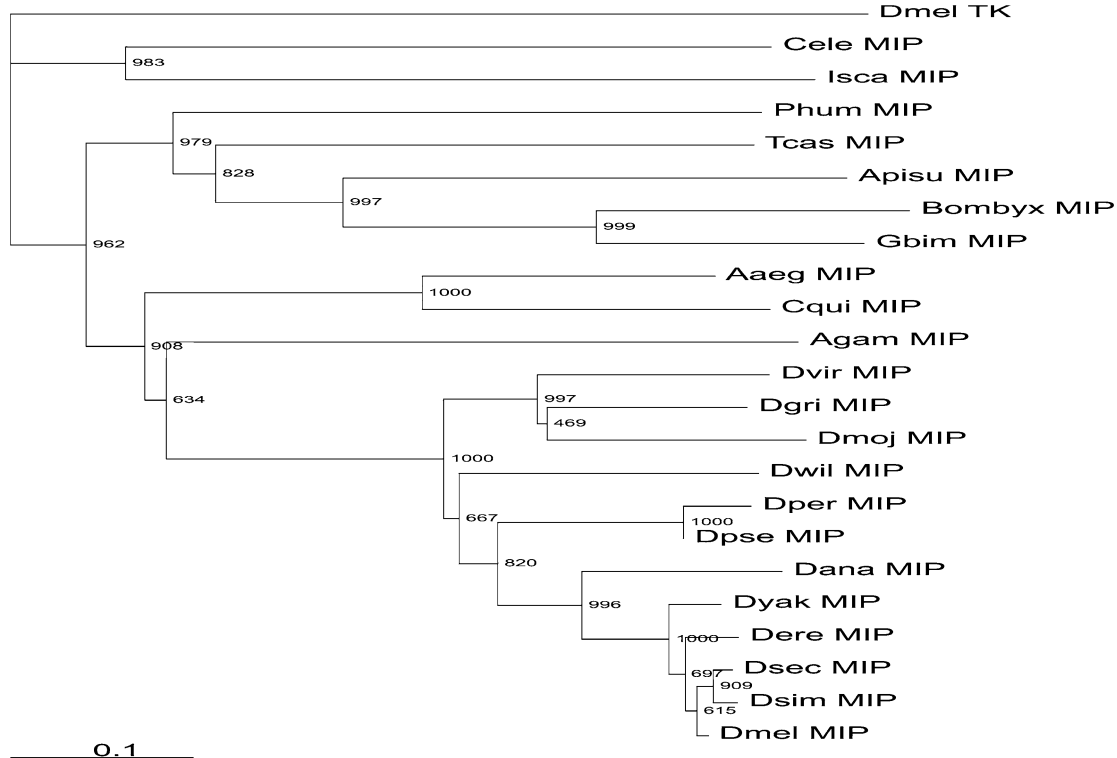 Dmel TK
Cele MIP
983
Isca MIP
Phum MIP
979
Tcas MIP
828
Apisu MIP
997
Bombyx MIP
999
Gbim MIP
962
Aaeg MIP
1000
Cqui MIP
908
Agam MIP
Dvir MIP
997
634
Dgri MIP
469
Dmoj MIP
1000
Dwil MIP
Dper MIP
667
1000
Dpse MIP
820
Dana MIP
996
Dyak MIP
1000
Dere MIP
Dsec MIP
697
909
Dsim MIP
615
Dmel MIP
0.1